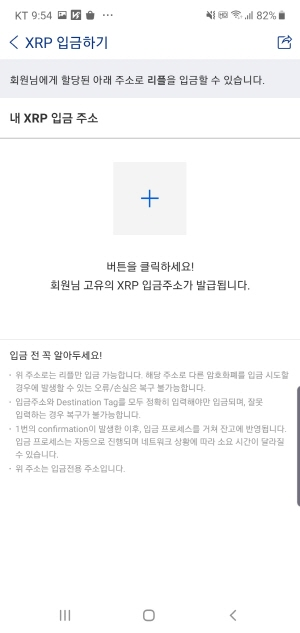 KT 9:54 82%
XRP 입금하기
회원님에게 할당된 아래 주소로 리플을 입금할 수 있습니다.
내 XRP 입금 주소
버튼을 클릭하세요!
회원님 고유의 XRP 입금주소가 발급됩니다.
입금 전 꼭 알아두세요!
· 위 주소로는 리플만 입금 가능합니다. 해당 주소로 다른 암호화폐를 입금 시도할
경우에 발생할 수 있는 오류/손실은 복구 불가능합니다.
· 입금주소와 Destination Tag를 모두 정확히 입력해야만 입금되며, 잘못
입력하는 경우 복구가 불가능합니다.
· 1번의 confirmation이 발생한 이후, 입금 프로세스를 거쳐 잔고에 반영됩니다.
입금 프로세스는 자동으로 진행되며 네트워크 상황에 따라 소요 시간이 달라질
수 있습니다.
· 위 주소는 입금전용 주소입니다.